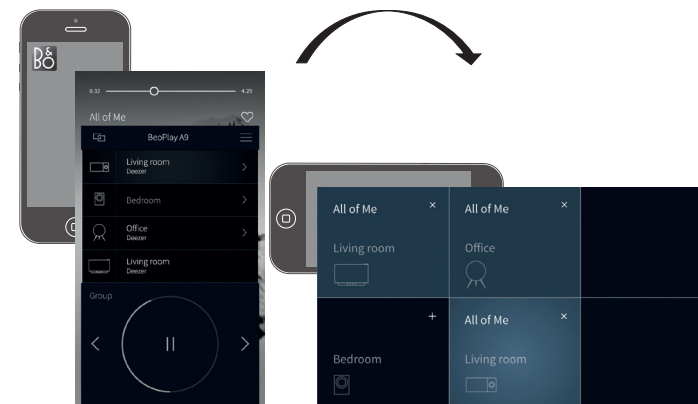 B&O
0.32
4.29
All of Me
BeoPlay A9
Living room
Deezer
Bedroom
Office
Deezer
Living room
Deezer
Group
All of Me ×
Living room
All of Me ×
Office
+
Bedroom
All of Me ×
Living room